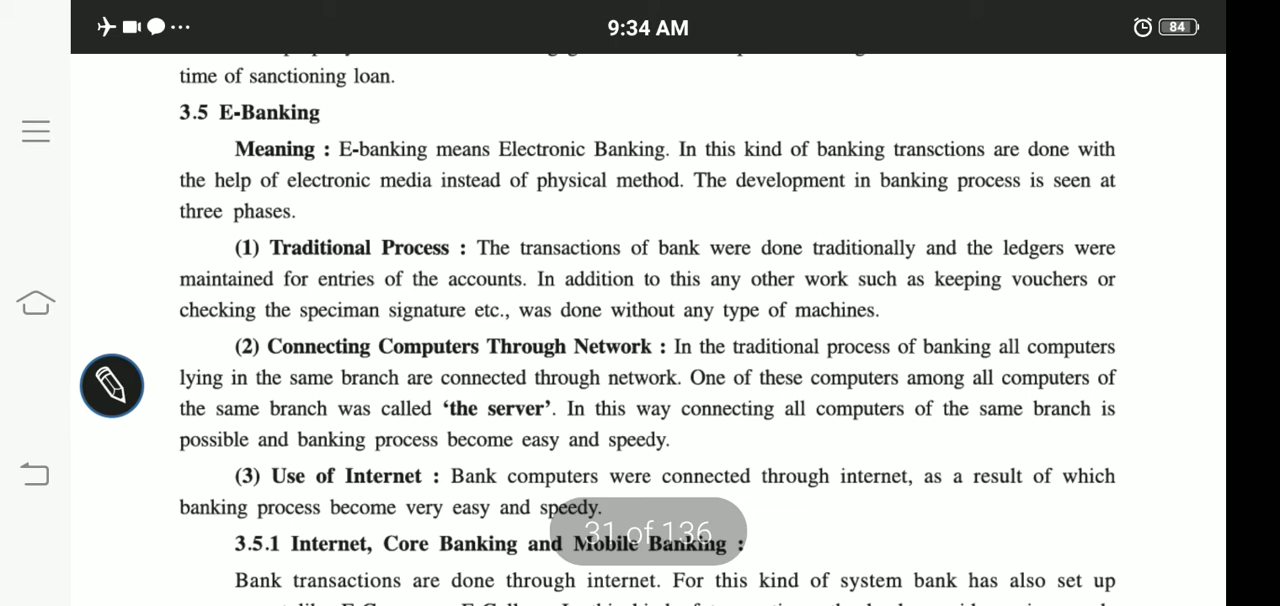 9:34 AM
84
time of sanctioning loan.
3.5 E-Banking
Meaning : E-banking means Electronic Banking. In this kind of banking transctions are done with
the help of electronic media instead of physical method. The development in banking process is seen at
three phases.
(1) Traditional Process : The transactions of bank were done traditionally and the ledgers were
maintained for entries of the accounts. In addition to this any other work such as keeping vouchers or
checking the speciman signature etc., was done without any type of machines.
(2) Connecting Computers Through Network : In the traditional process of banking all computers
lying in the same branch are connected through network. One of these computers among all computers of
the same branch was called ‘the server’. In this way connecting all computers of the same branch is
possible and banking process become easy and speedy.
(3) Use of Internet : Bank computers were connected through internet, as a result of which
banking process become very easy and speedy.
31 of 136
3.5.1 Internet, Core Banking and Mobile Banking :
Bank transactions are done through internet. For this kind of system bank has also set up